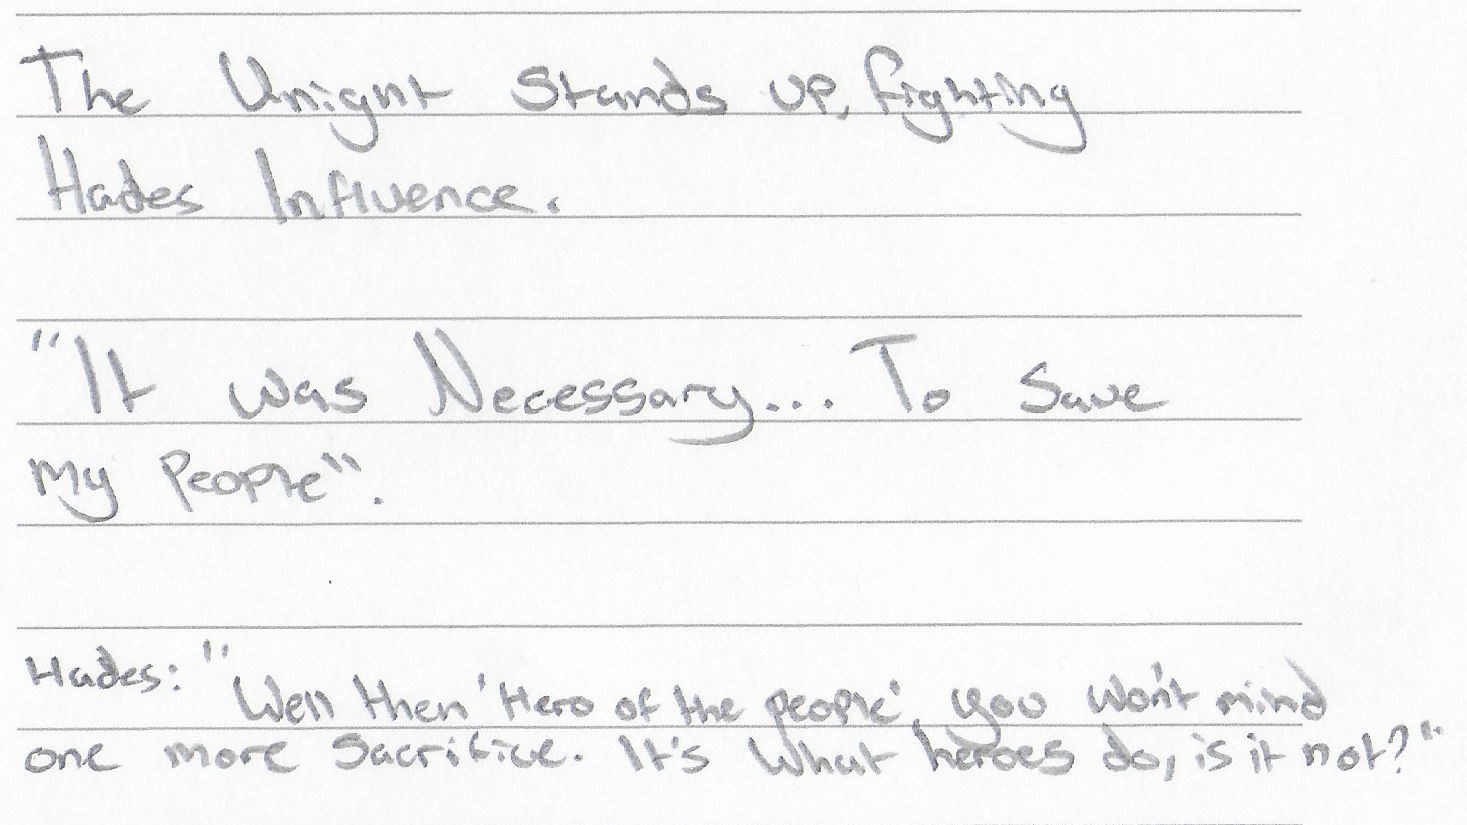 The Knight Stands up, fighting
Hades Influence.
"It was Necessary... To Save
my people".
Hades: "Well then 'Hero of the people', you won't mind
one more sacrifice. It's what heroes do, is it not?"